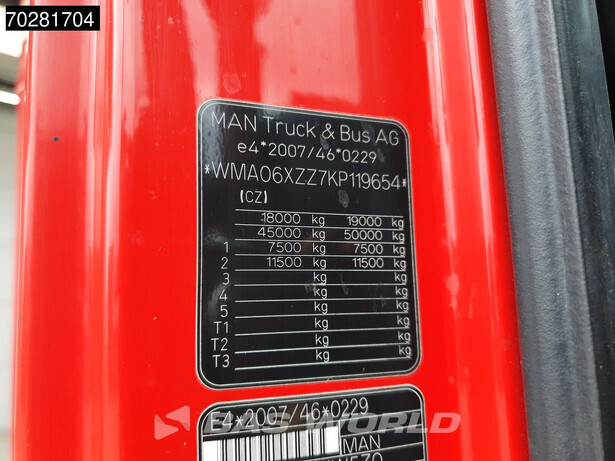 70281704
MAN Truck & Bus AG
e4*2007/46*0229
*WMA06XZZ7KP119654*
(CZ)
18000 kg 19000 kg
45000 kg 50000 kg
1 7500 kg 7500 kg
2 11500 kg 11500 kg
3 kg kg
4 kg kg
5 kg kg
T1 kg kg
T2 kg kg
T3 kg kg
E4*2007/46*0229
BAS WORLD
MAN